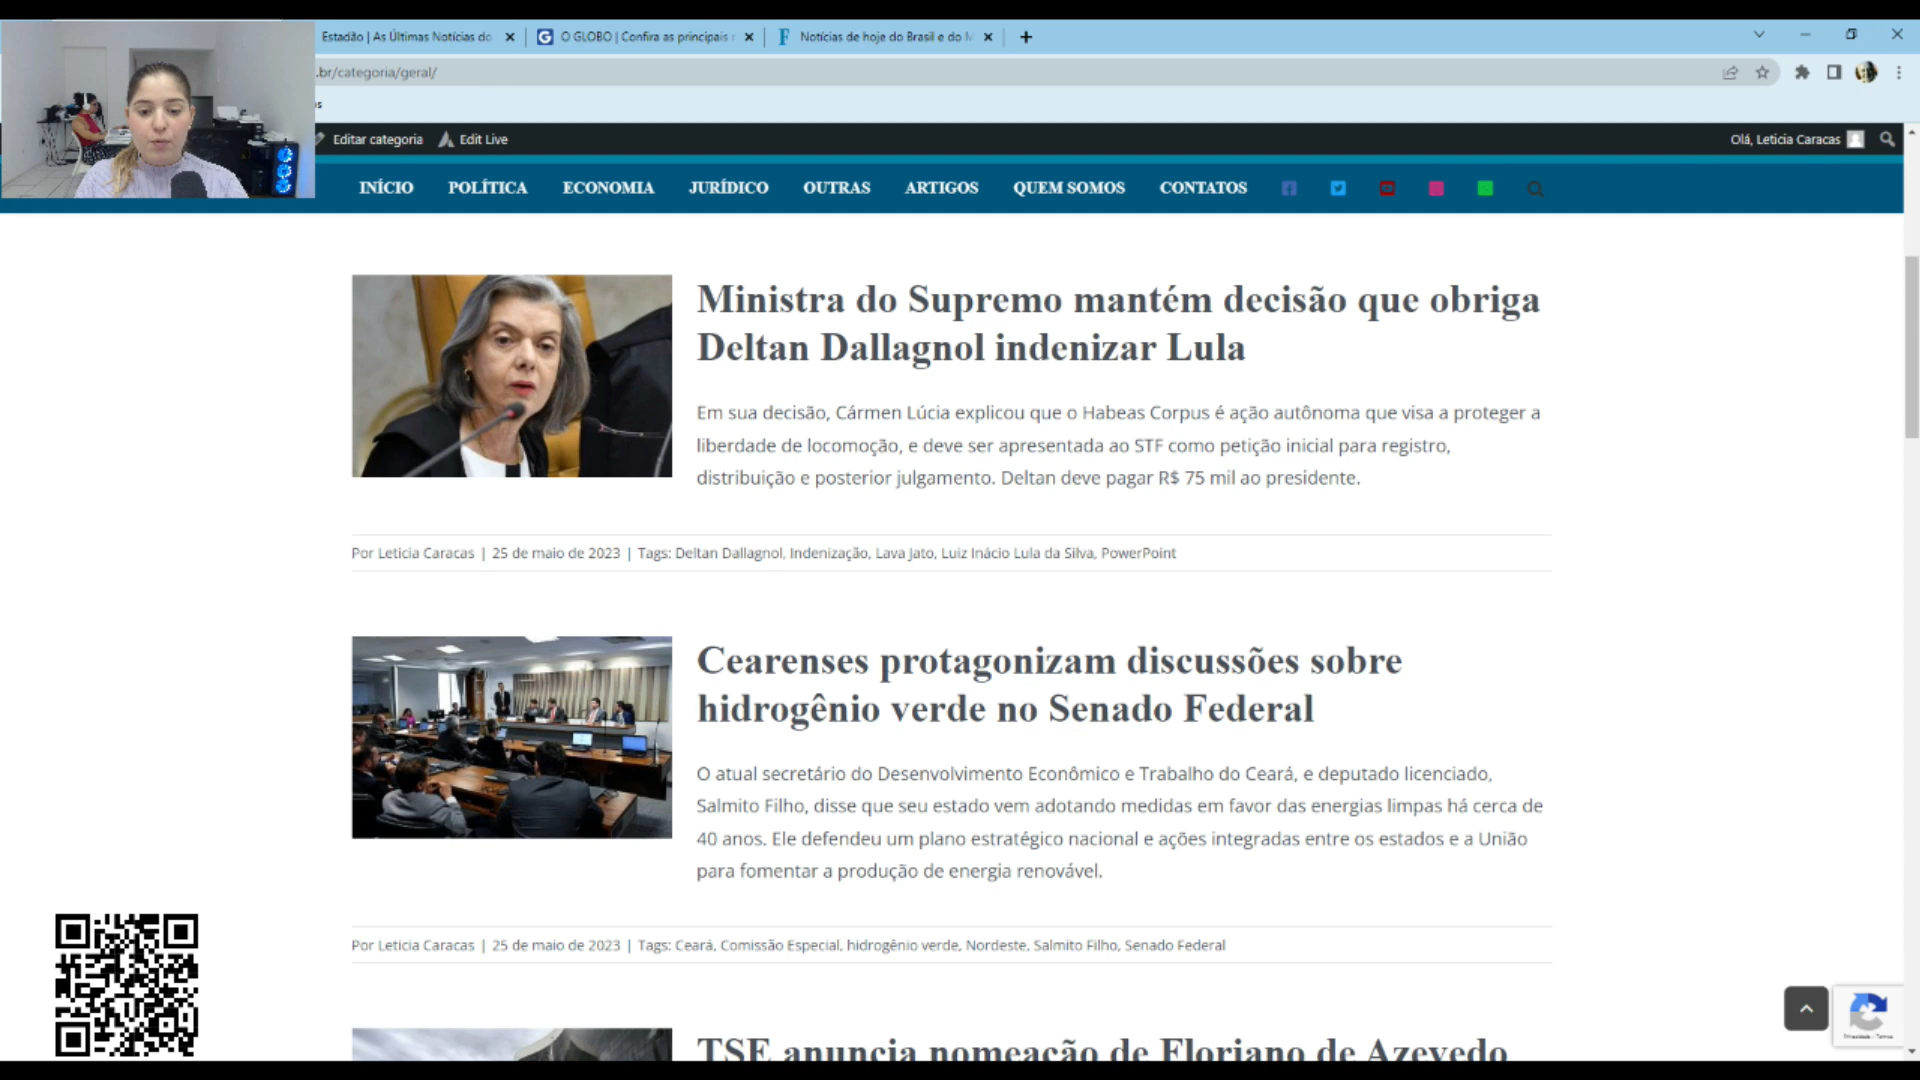 Estadão | As Últimas Notícias do
O GLOBO | Confira as principais
Notícias de hoje do Brasil e do M
.br/categoria/geral/
s
Editar categoria
Edit Live
Olá, Leticia Caracas
INÍCIO POLÍTICA ECONOMIA JURÍDICO OUTRAS ARTIGOS QUEM SOMOS CONTATOS
Ministra do Supremo mantém decisão que obriga
Deltan Dallagnol indenizar Lula
Em sua decisão, Cármen Lúcia explicou que o Habeas Corpus é ação autônoma que visa a proteger a
liberdade de locomoção, e deve ser apresentada ao STF como petição inicial para registro,
distribuição e posterior julgamento. Deltan deve pagar R$ 75 mil ao presidente.
Por Leticia Caracas | 25 de maio de 2023 | Tags: Deltan Dallagnol, Indenização, Lava Jato, Luiz Inácio Lula da Silva, PowerPoint
Cearenses protagonizam discussões sobre
hidrogênio verde no Senado Federal
O atual secretário do Desenvolvimento Econômico e Trabalho do Ceará, e deputado licenciado,
Salmito Filho, disse que seu estado vem adotando medidas em favor das energias limpas há cerca de
40 anos. Ele defendeu um plano estratégico nacional e ações integradas entre os estados e a União
para fomentar a produção de energia renovável.
Por Leticia Caracas | 25 de maio de 2023 | Tags: Ceará, Comissão Especial, hidrogênio verde, Nordeste, Salmito Filho, Senado Federal
TSE anuncia nomeação de Floriano de Azevedo
Privacidade - Termos